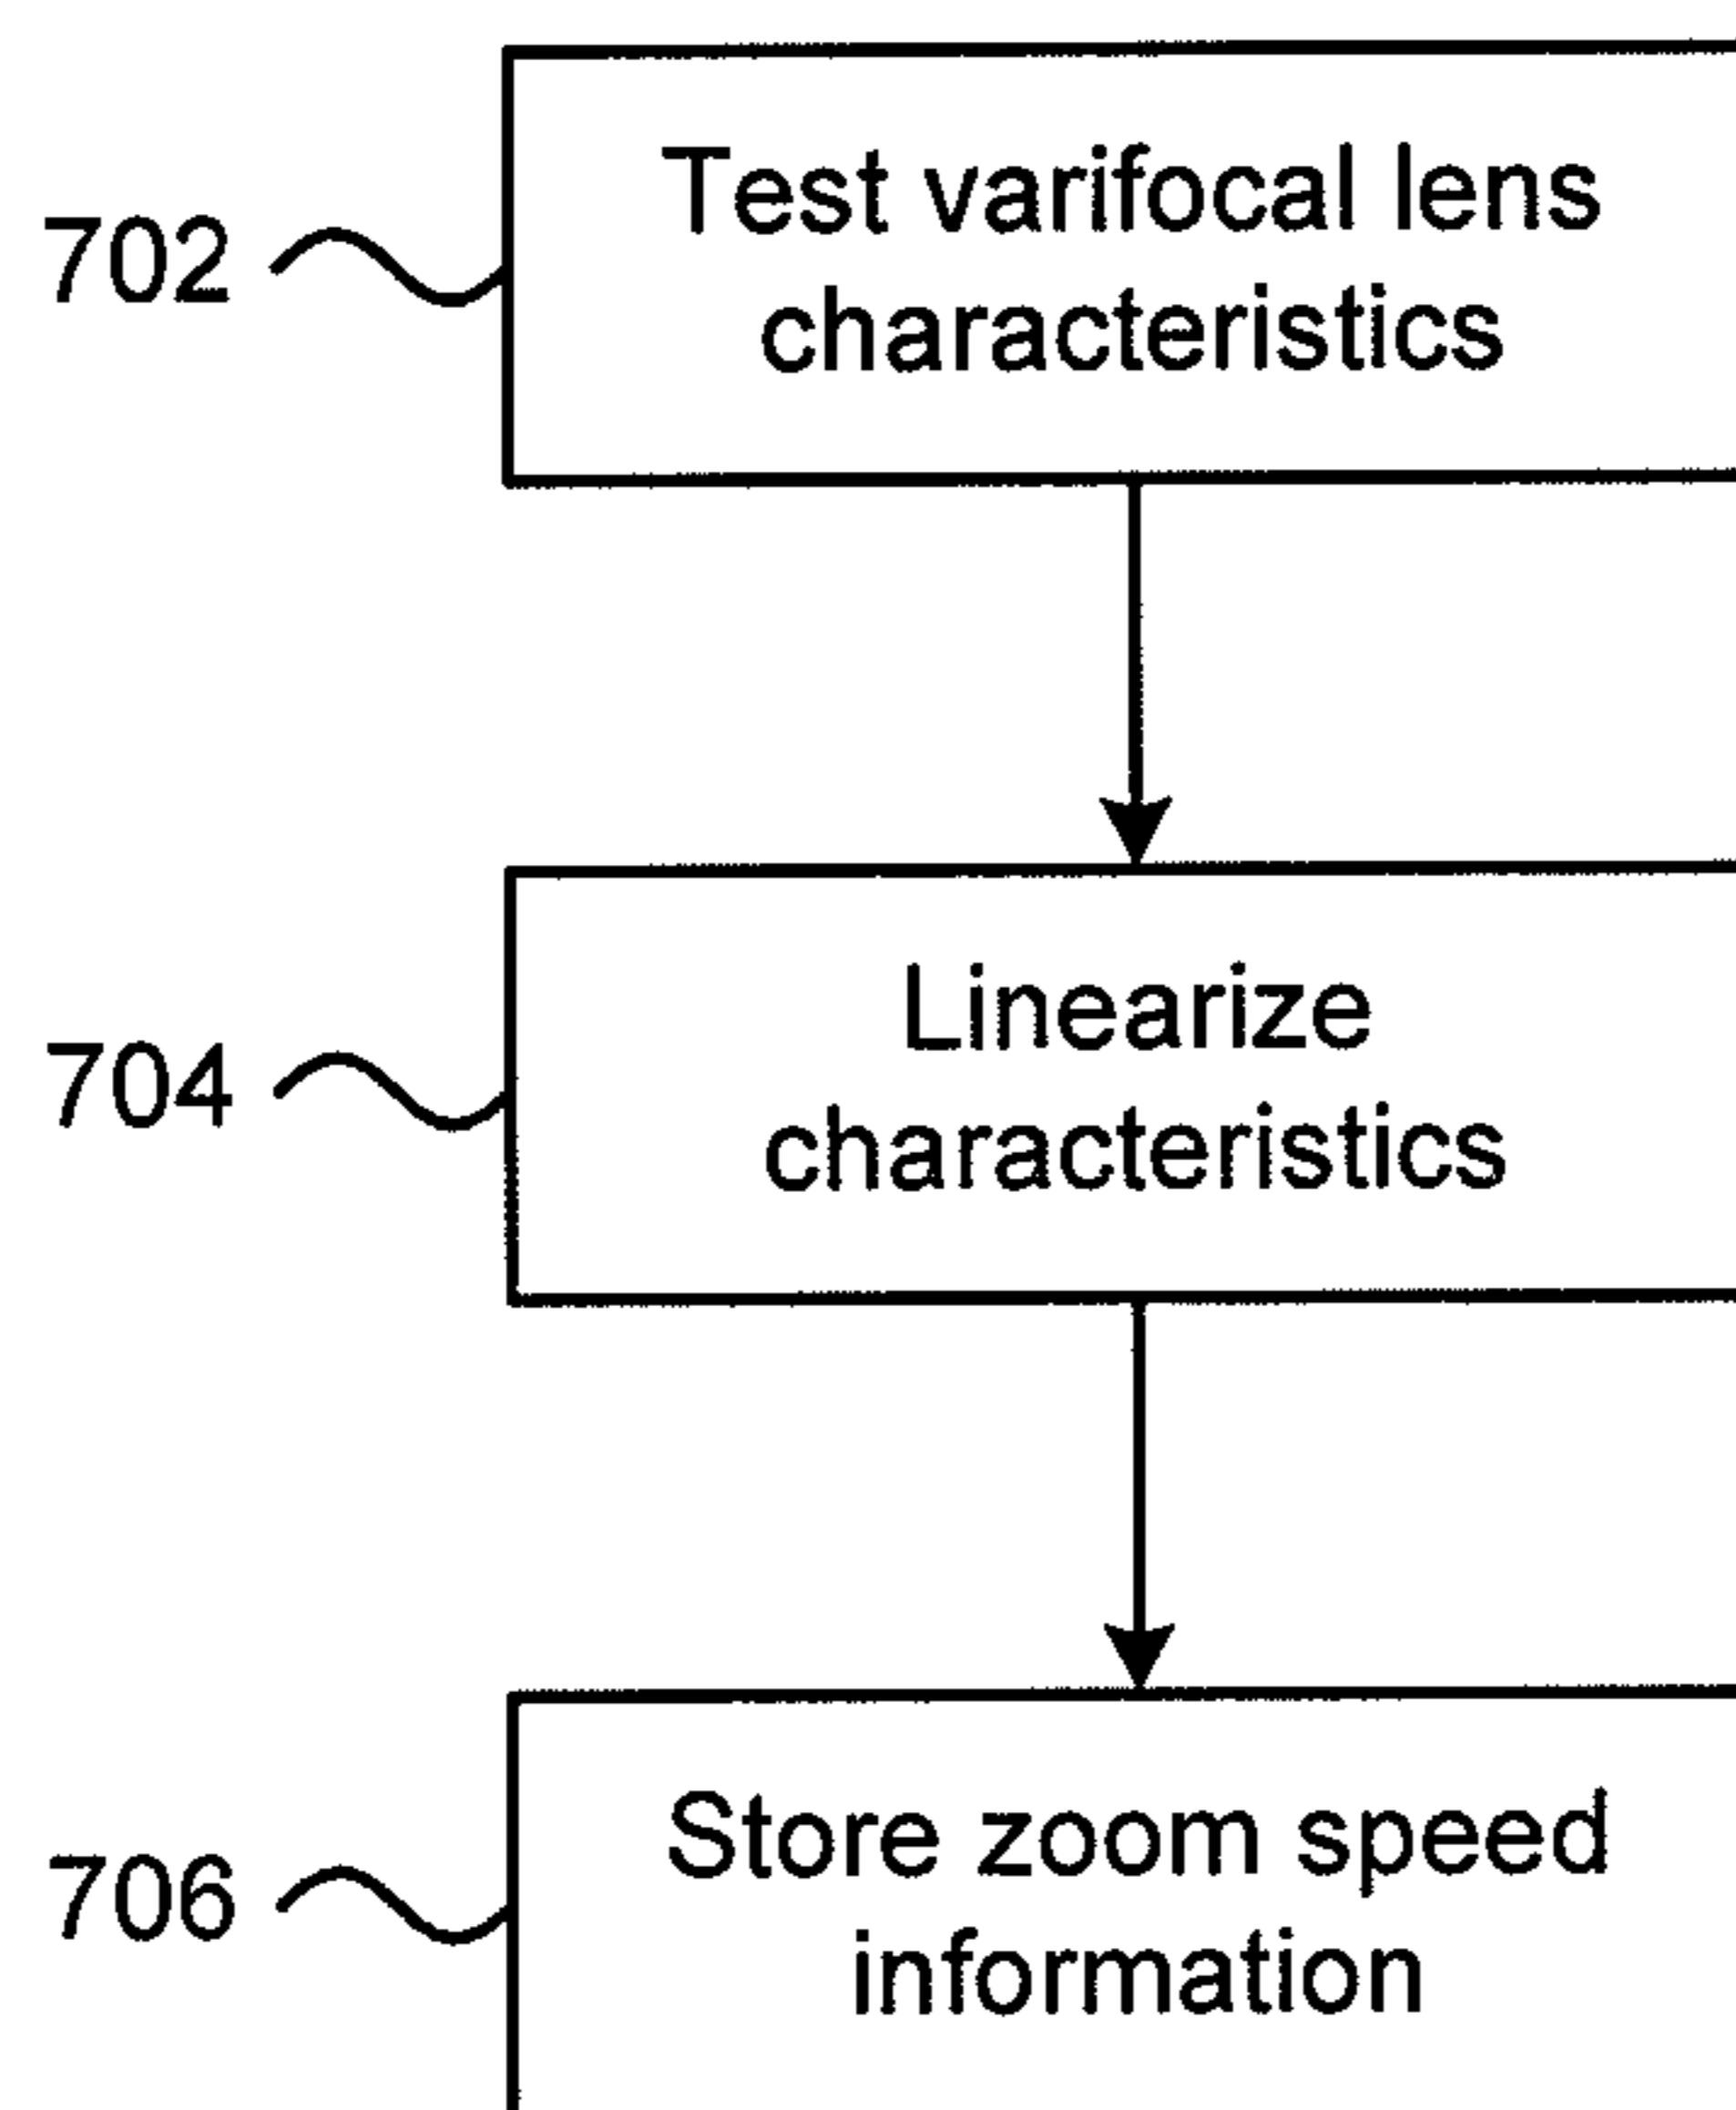 702
Test varifocal lens
characteristics
704
Linearize
characteristics
706
Store zoom speed
information